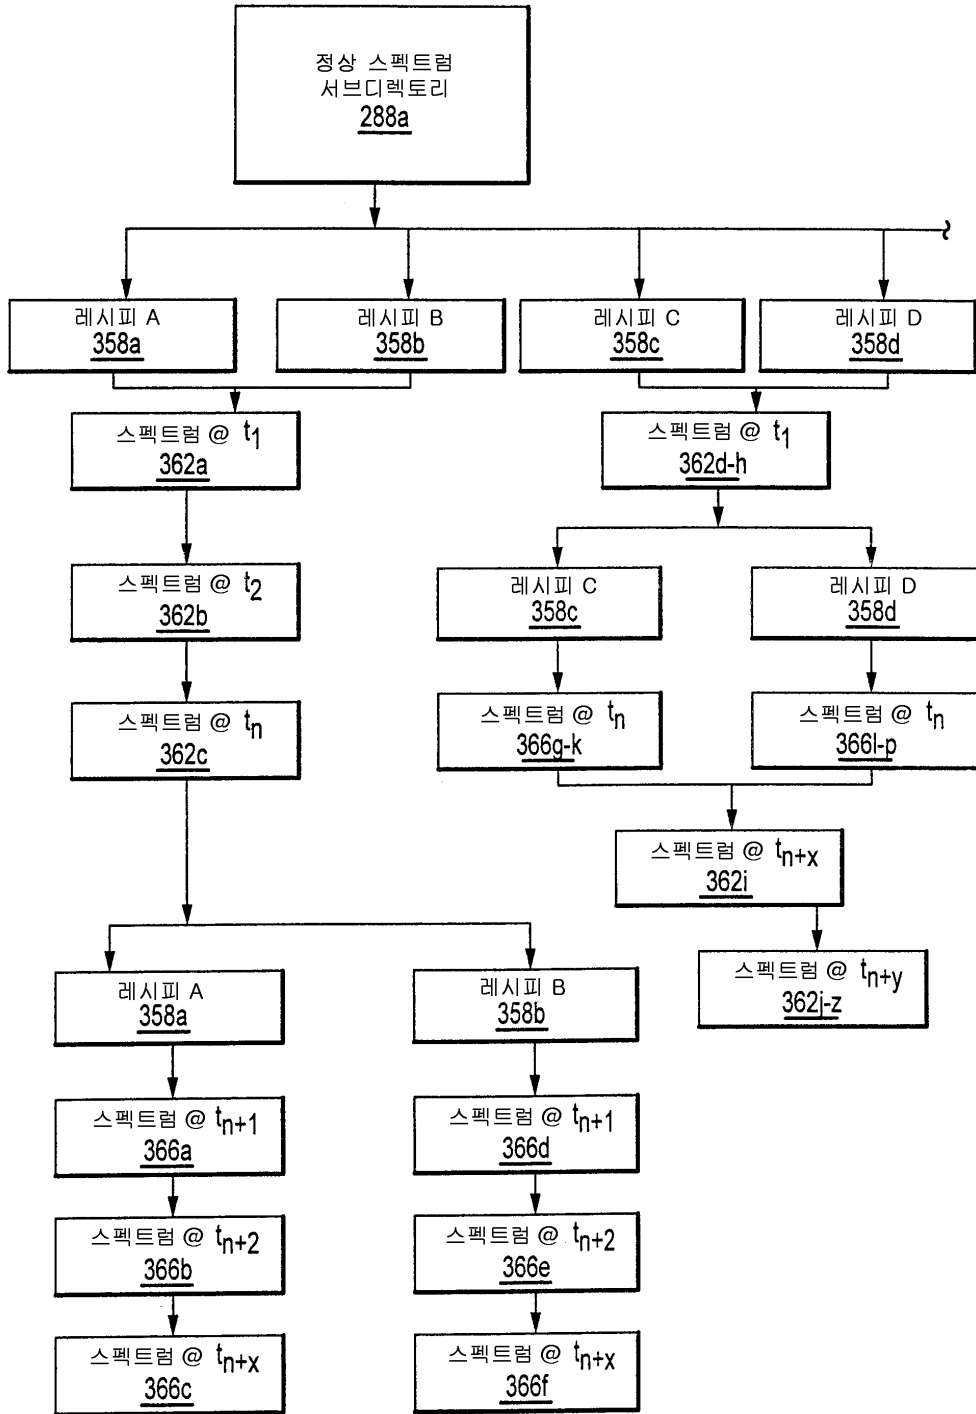 정상 스펙트럼
서브디렉토리
288a
레시피 A
358a
레시피 B
358b
레시피 C
358c
레시피 D
358d
스펙트럼 @ t1
362a
스펙트럼 @ t1
362d-h
스펙트럼 @ t2
362b
레시피 C
358c
레시피 D
358d
스펙트럼 @ tn
362c
스펙트럼 @ tn
366g-k
스펙트럼 @ tn
366l-p
스펙트럼 @ tn+x
362i
스펙트럼 @ tn+y
362j-z
레시피 A
358a
레시피 B
358b
스펙트럼 @ tn+1
366a
스펙트럼 @ tn+1
366d
스펙트럼 @ tn+2
366b
스펙트럼 @ tn+2
366e
스펙트럼 @ tn+x
366c
스펙트럼 @ tn+x
366f